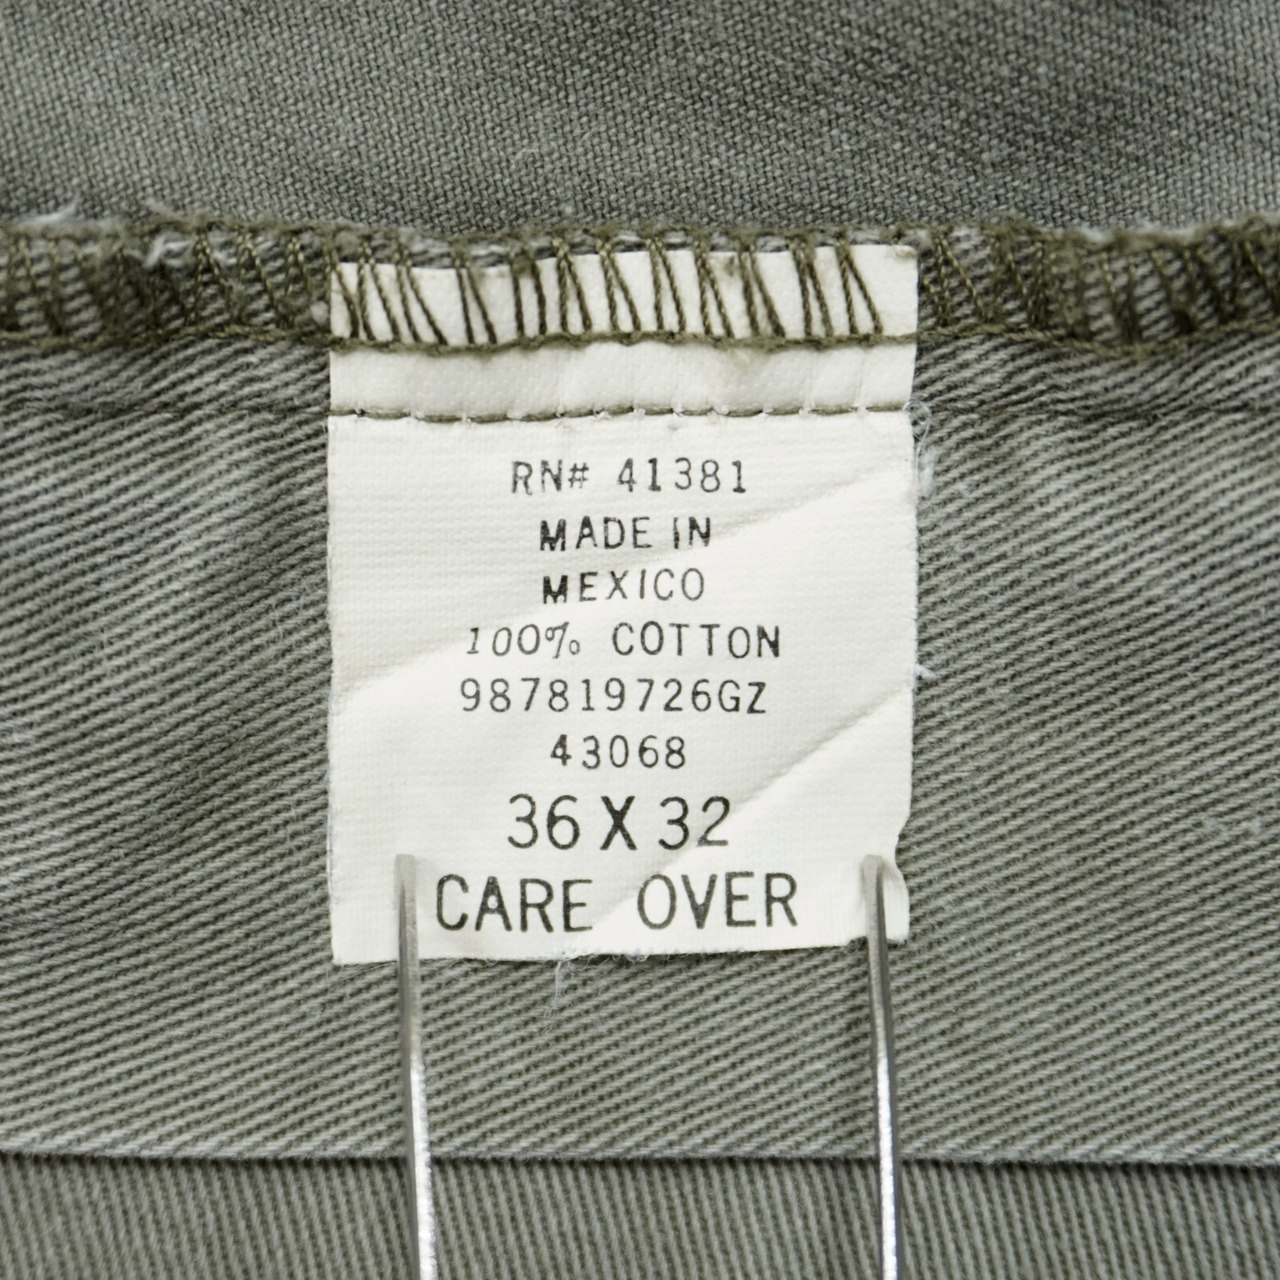 RN# 41381
MADE IN
MEXICO
100% COTTON
987819726GZ
43068
36 X 32
CARE OVER